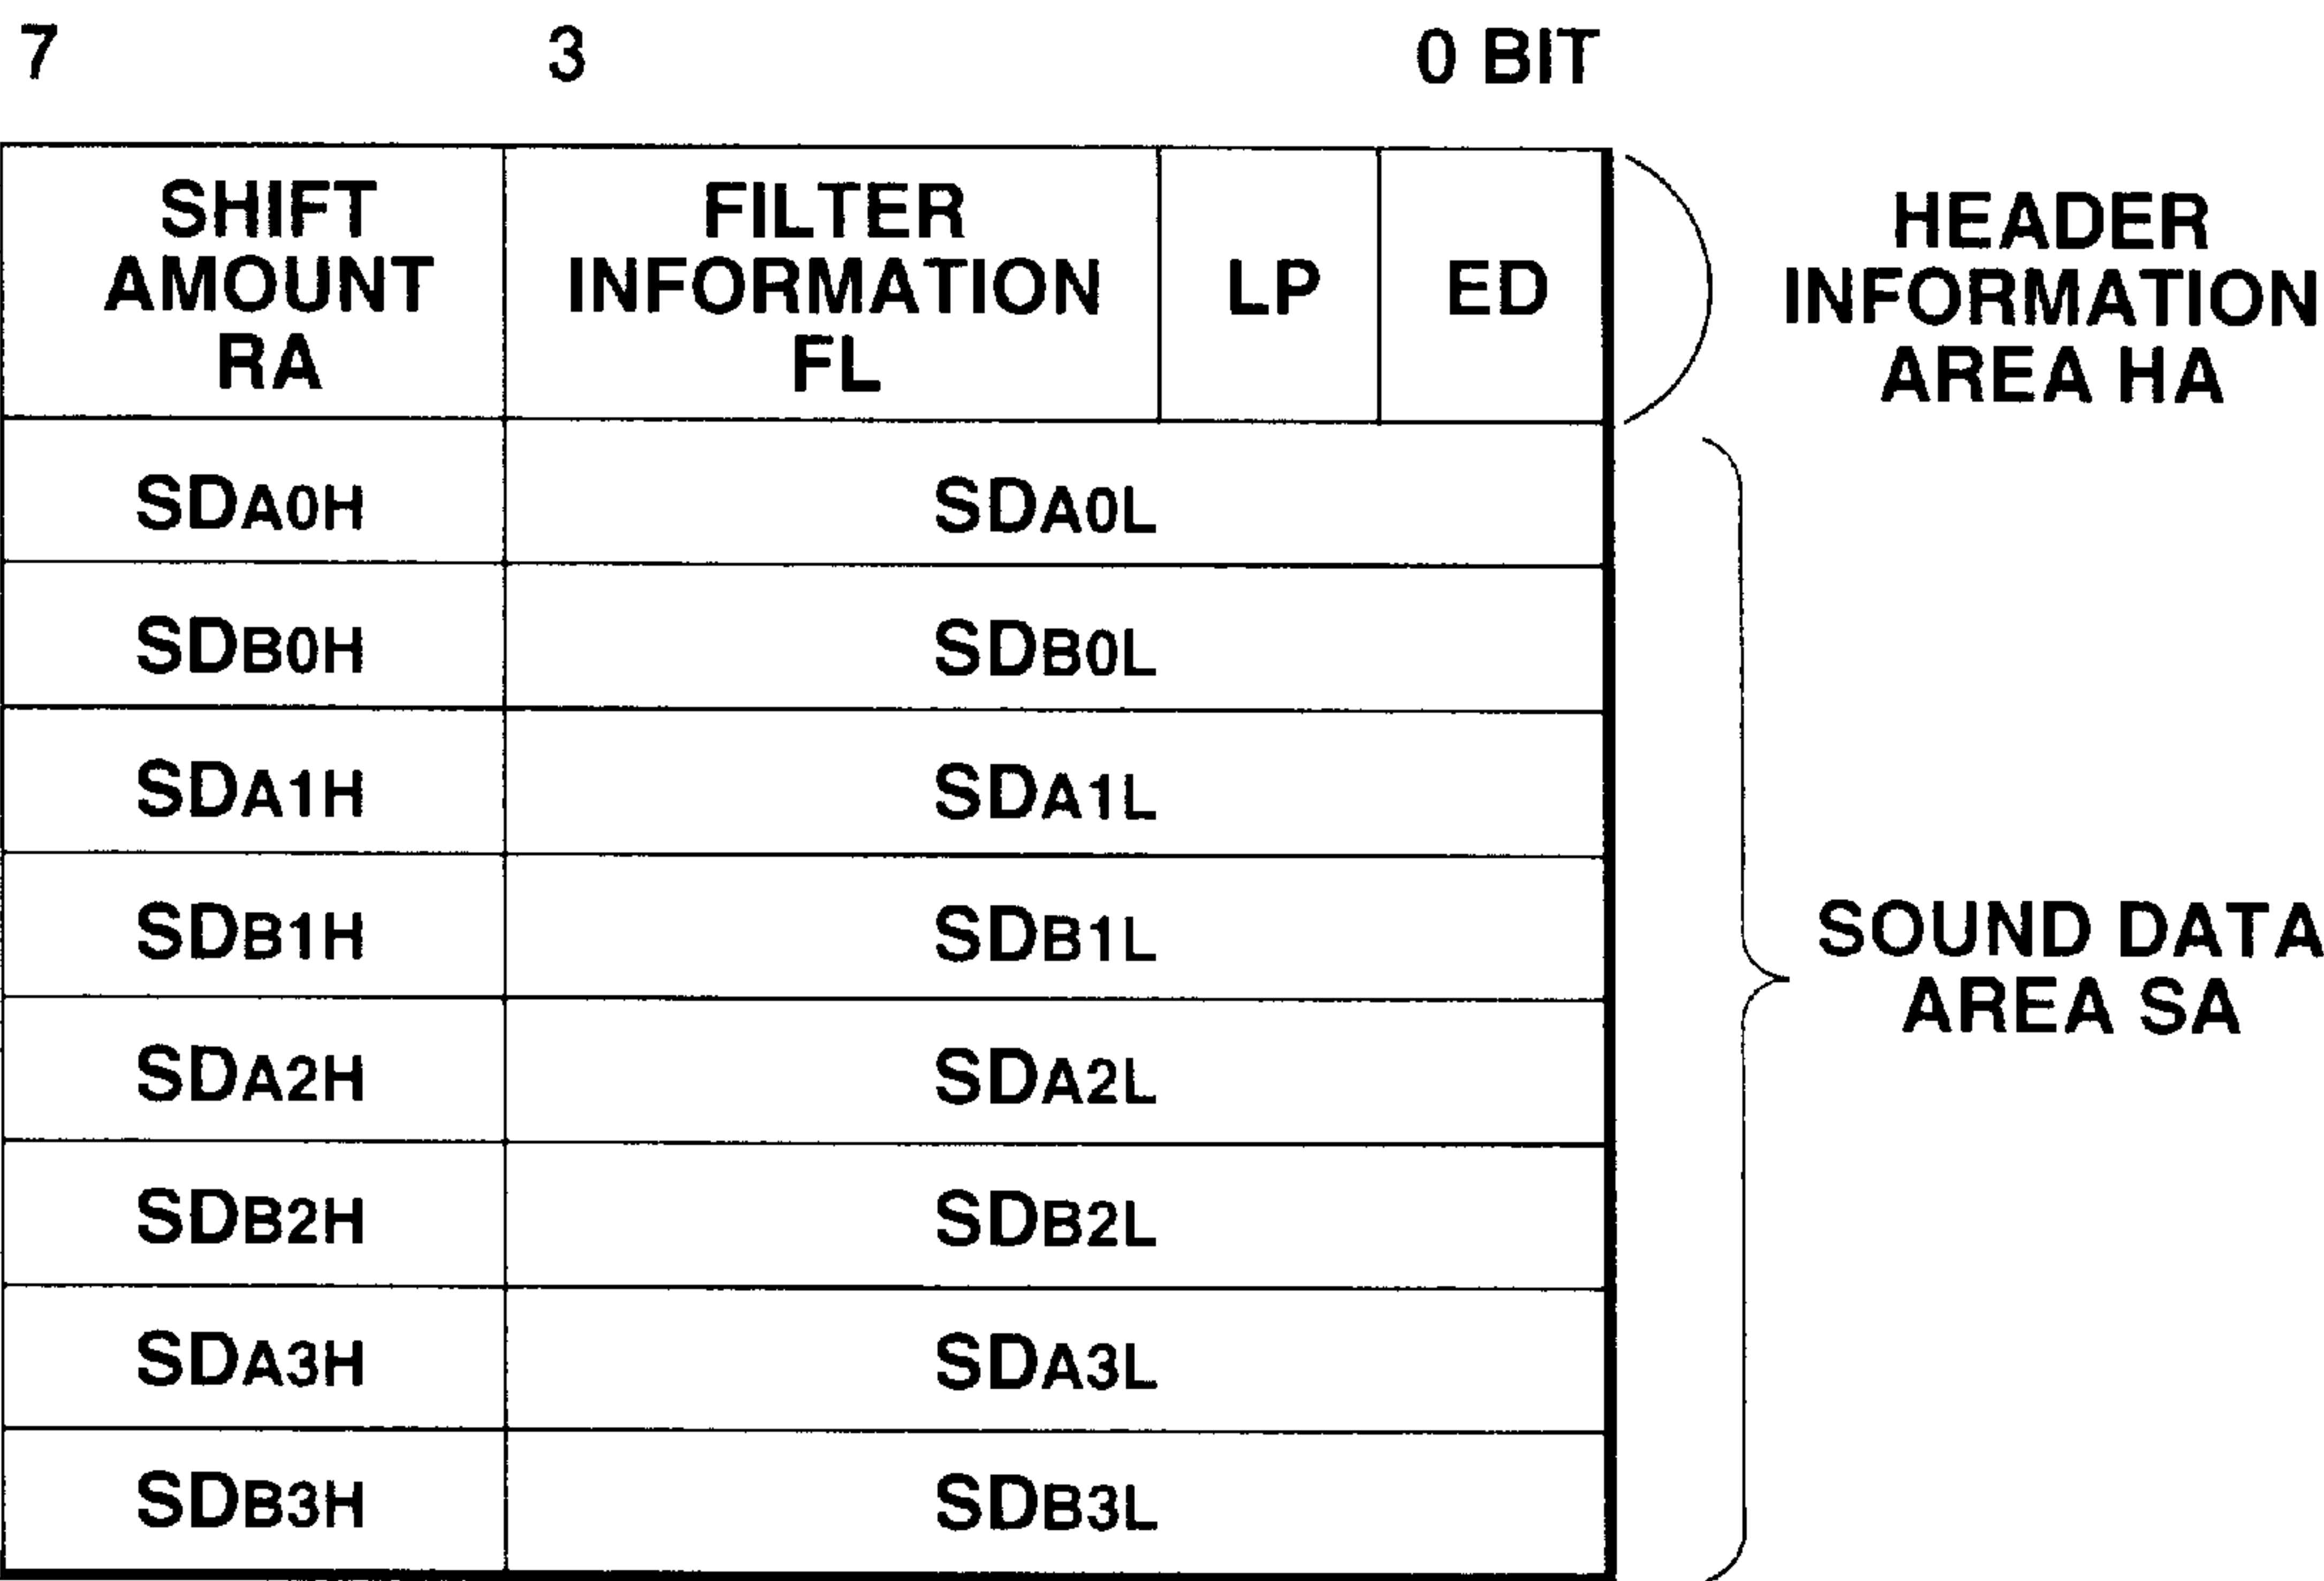 7 3 0 BIT
SHIFT
AMOUNT
RA
FILTER
INFORMATION
FL
LP
ED
HEADER
INFORMATION
AREA HA
SDA0H SDA0L
SDB0H SDB0L
SDA1H SDA1L
SDB1H SDB1L
SDA2H SDA2L
SDB2H SDB2L
SDA3H SDA3L
SDB3H SDB3L
SOUND DATA
AREA SA